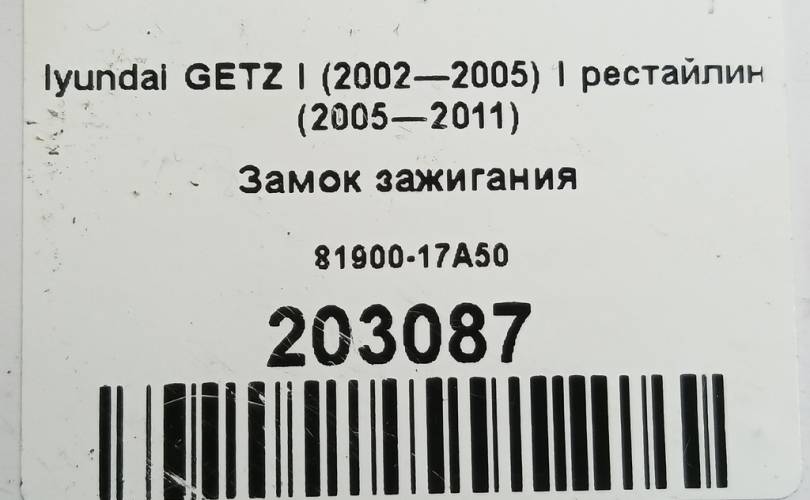 lyundai GETZ I (2002—2005) I рестайлин
(2005—2011)
Замок зажигания
81900-17A50
203087